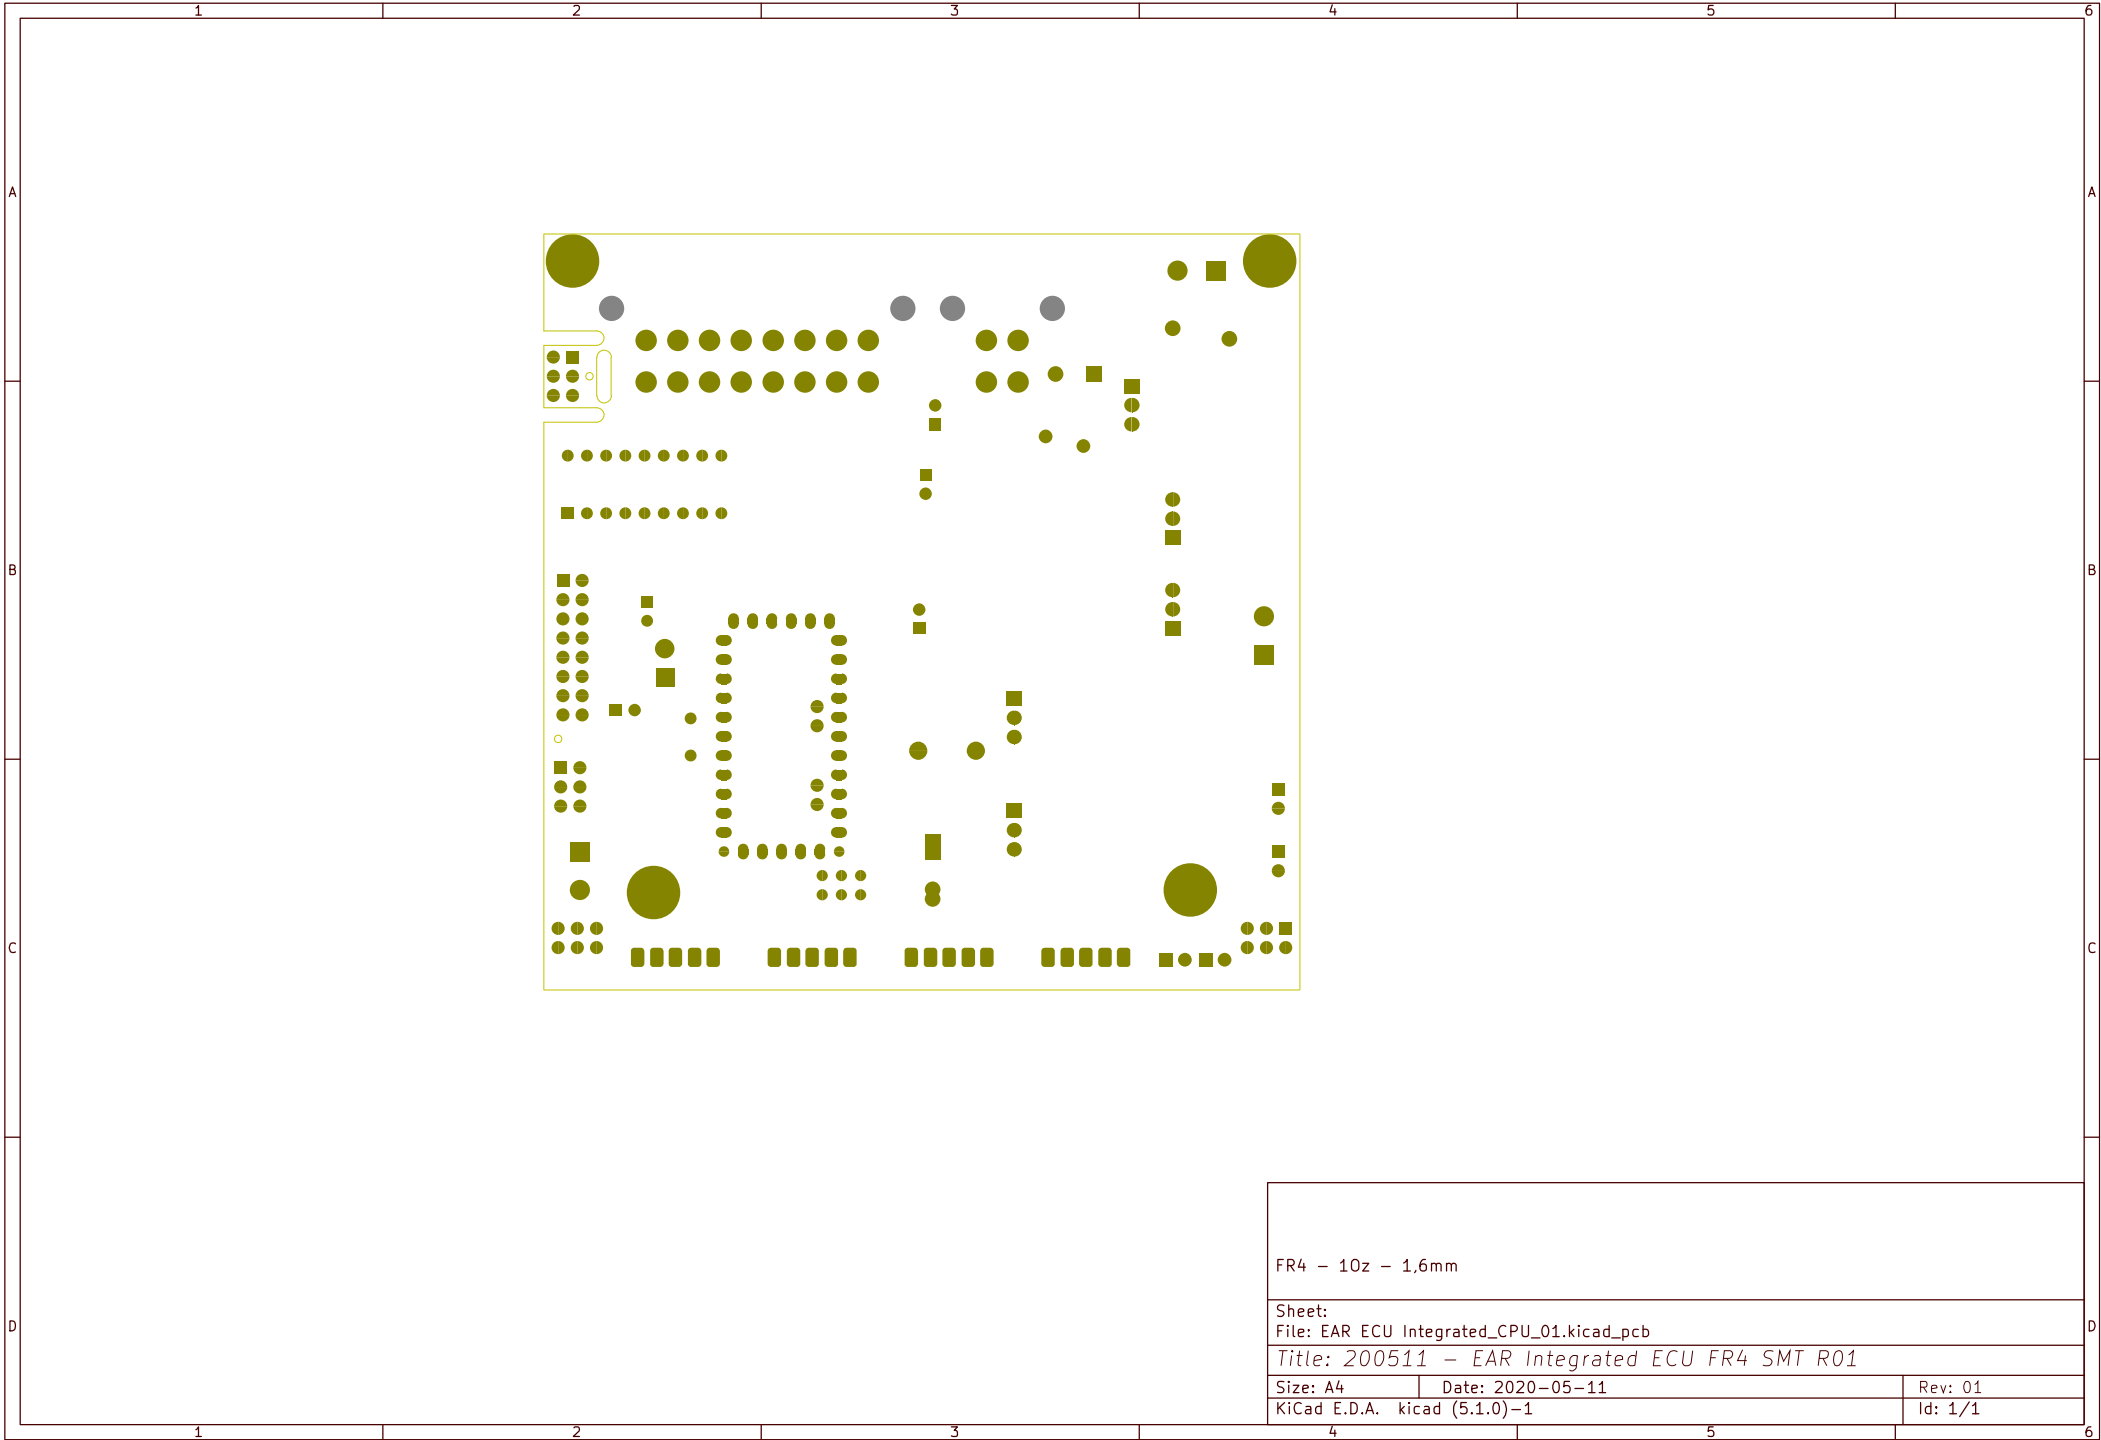 1 2 3 4 5 6
A A
B B
C C
D D
FR4 - 1Oz - 1,6mm
Sheet:
File: EAR ECU Integrated_CPU_01.kicad_pcb
Title: 200511 - EAR Integrated ECU FR4 SMT R01
Size: A4 Date: 2020-05-11 Rev: 01
KiCad E.D.A. kicad (5.1.0)-1 Id: 1/1
1 2 3 4 5 6